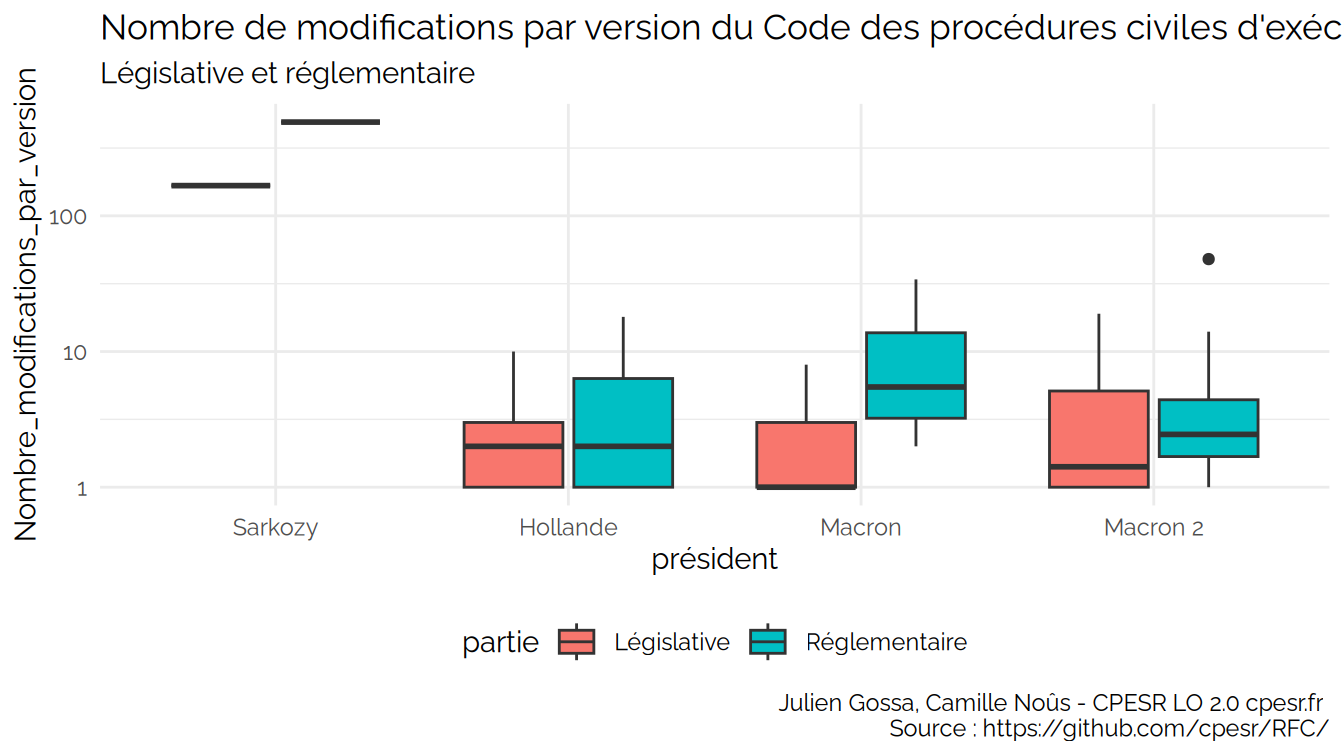 Nombre de modifications par version du Code des procédures civiles d'exéc
Législative et réglementaire
Nombre_modifications_par_version
100
10
1
Sarkozy
Hollande
Macron
Macron 2
président
partie
Législative
Réglementaire
Julien Gossa, Camille Noûs - CPESR LO 2.0 cpesr.fr
Source : https://github.com/cpesr/RFC/